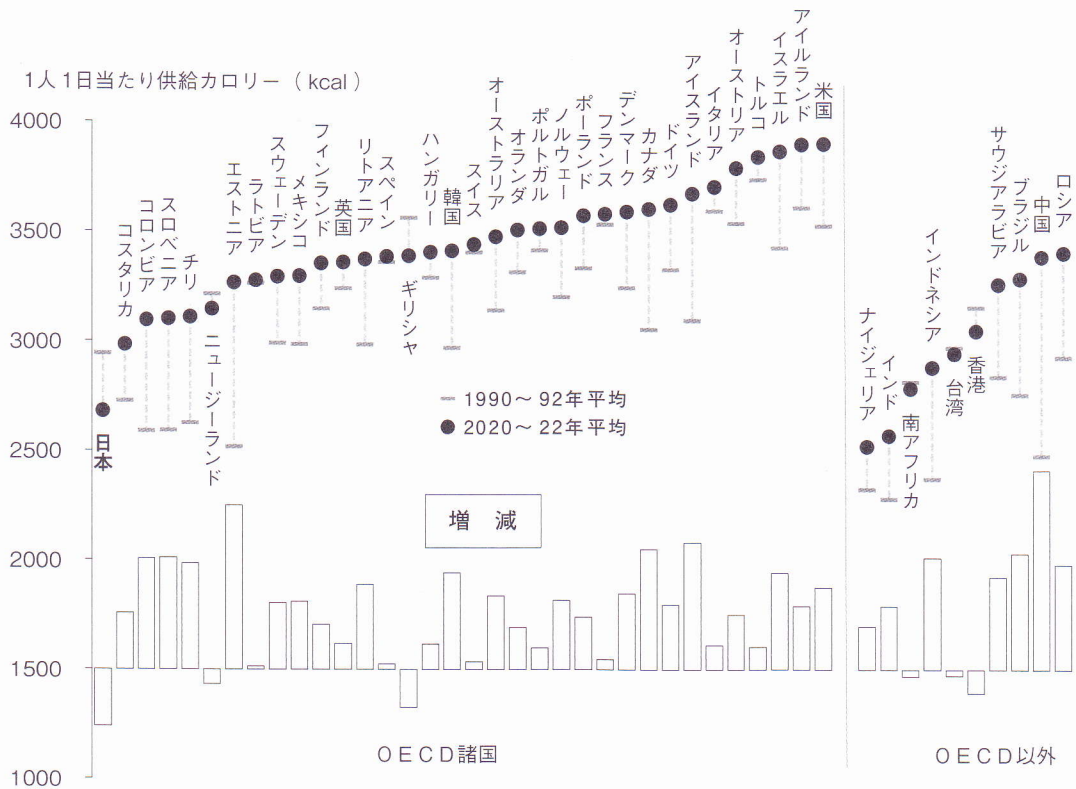 1人1日当たり供給カロリー(kcal)
4000
3500
3000
2500
2000
1500
1000
日本
コスタリカ
コロンビア
スロベニア
チリ
ニュージーランド
エストニア
ラトビア
スウェーデン
メキシコ
フィンランド
英国
リトアニア
スペイン
ギリシャ
ハンガリー
韓国
スイス
オーストラリア
オランダ
ポルトガル
ノルウェー
ポーランド
フランス
デンマーク
カナダ
ドイツ
アイスランド
イタリア
オーストリア
トルコ
イスラエル
アイルランド
米国
ナイジェリア
インド
南アフリカ
インドネシア
台湾
香港
サウジアラビア
ブラジル
中国
ロシア
1990~92年平均
2020~22年平均
増 減
OECD諸国
OECD以外